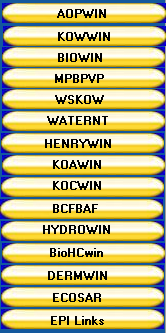 AOPWIN
KOWWIN
BIOWIN
MPBPVP
WSKOW
WATERNT
HENRYWIN
KOAWIN
KOCWIN
BCFBAF
HYDROWIN
BioHCwin
DERMWIN
ECOSAR
EPI Links